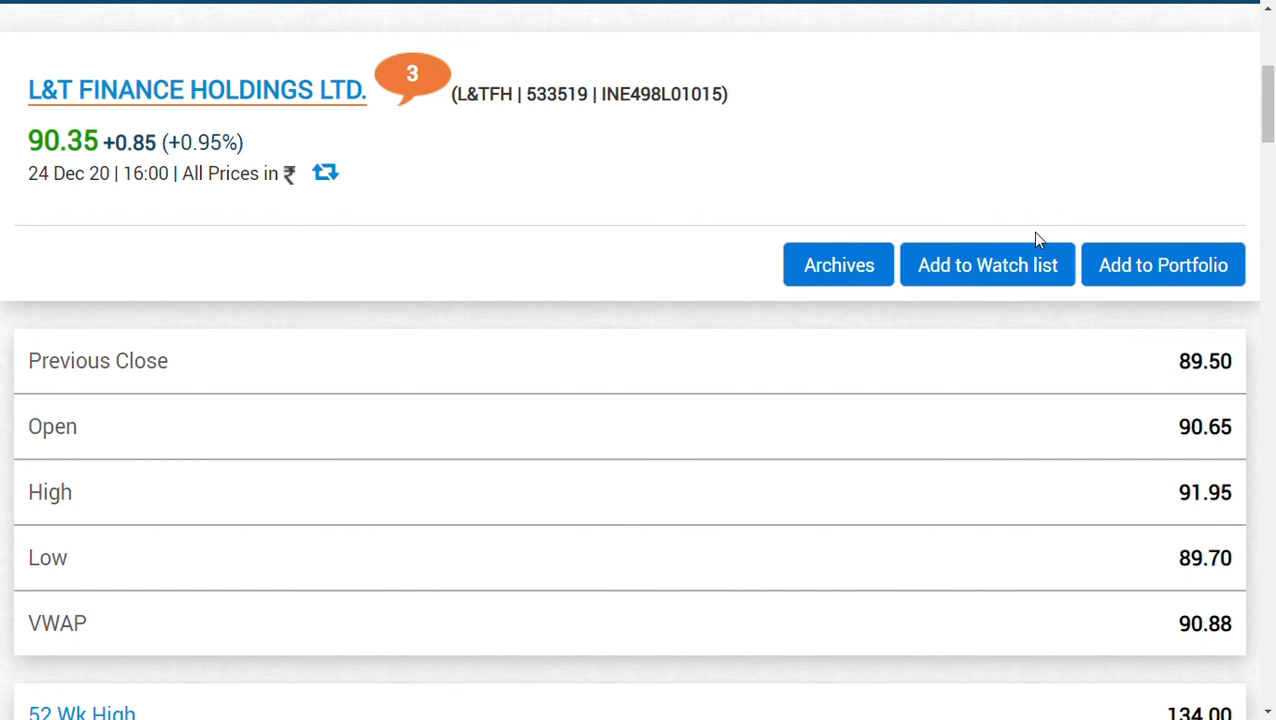 L&T FINANCE HOLDINGS LTD. 3 (L&TFH | 533519 | INE498L01015)
90.35 +0.85 (+0.95%)
24 Dec 20 | 16:00 | All Prices in ₹
Archives Add to Watch list Add to Portfolio
Previous Close 89.50
Open 90.65
High 91.95
Low 89.70
VWAP 90.88
52 Wk High 134.00